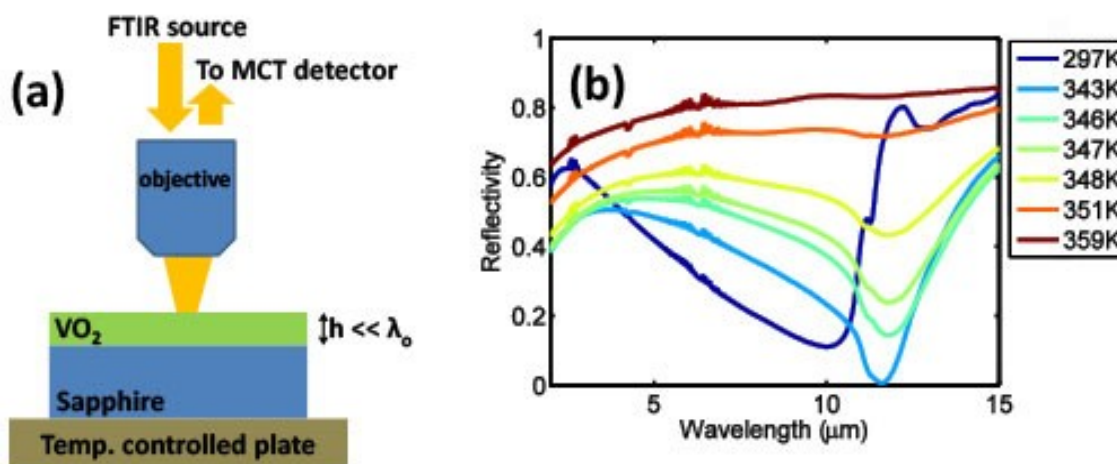 FTIR source
(a)
To MCT detector
objective
VO₂
h << λₒ
Sapphire
Temp. controlled plate
(b)
Reflectivity
1
0.8
0.6
0.4
0.2
0
5
10
15
Wavelength (μm)
297K
343K
346K
347K
348K
351K
359K